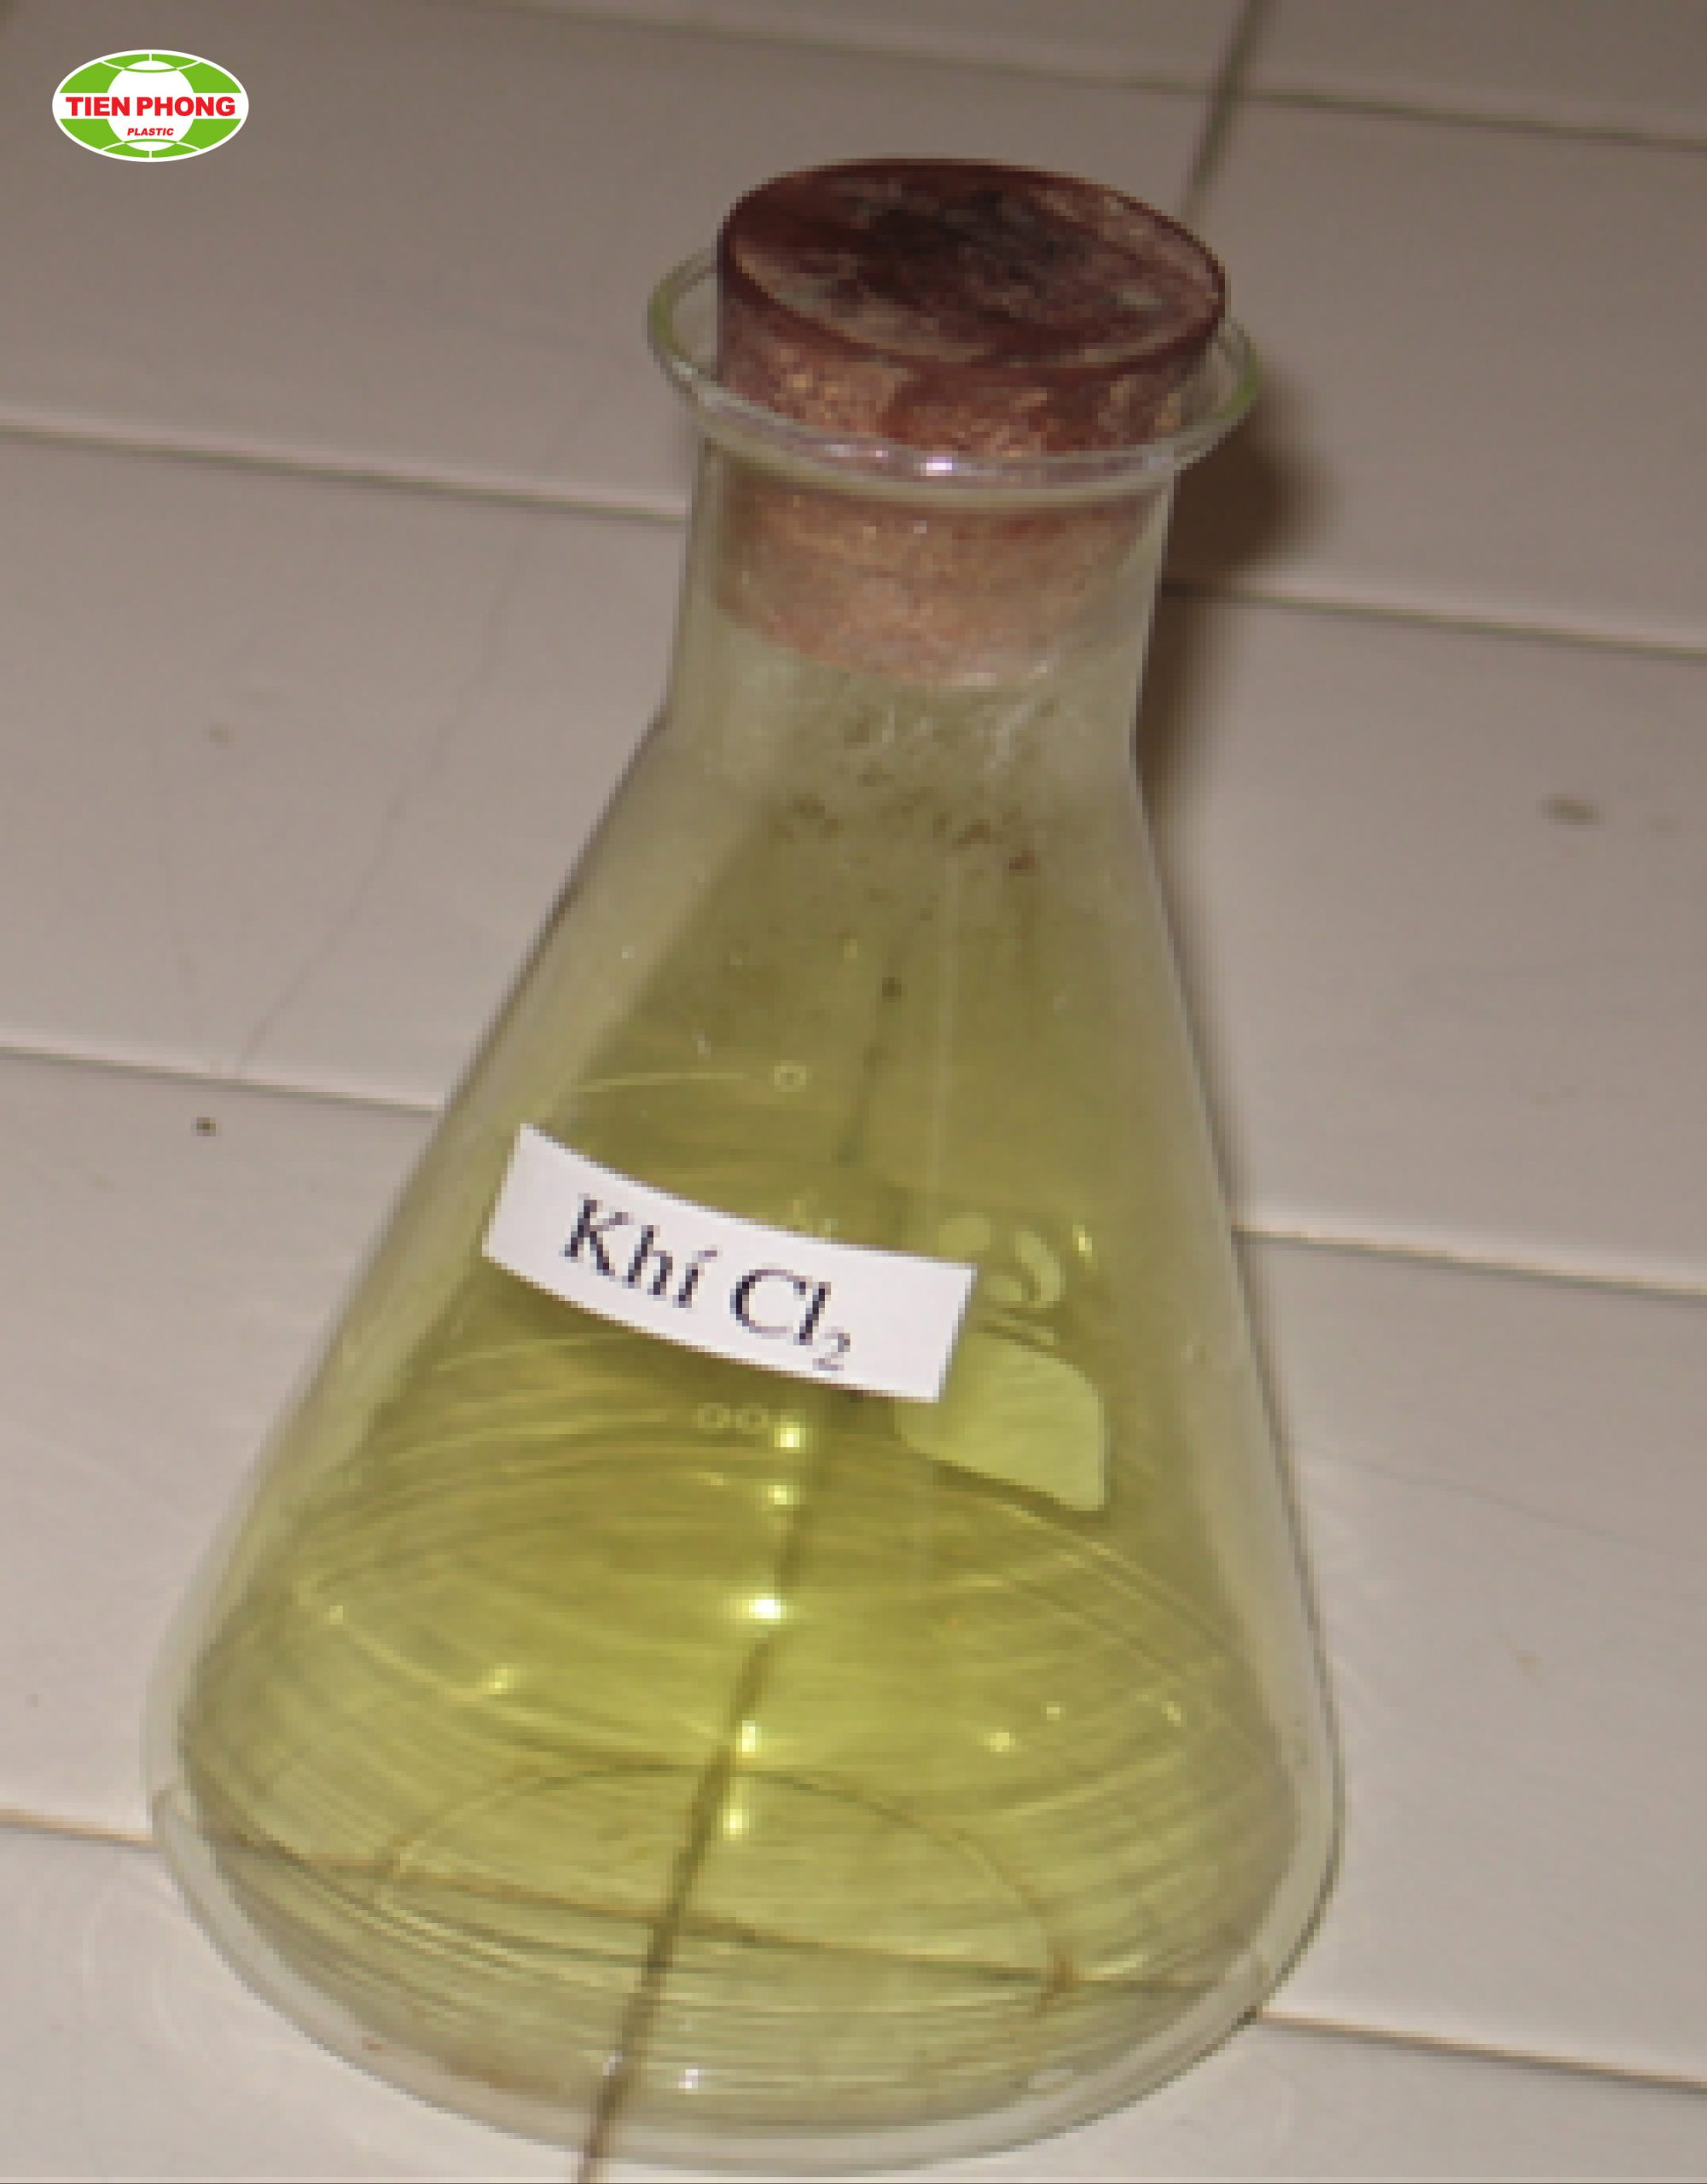 TIEN PHONG
PLASTIC
Khí Cl₂